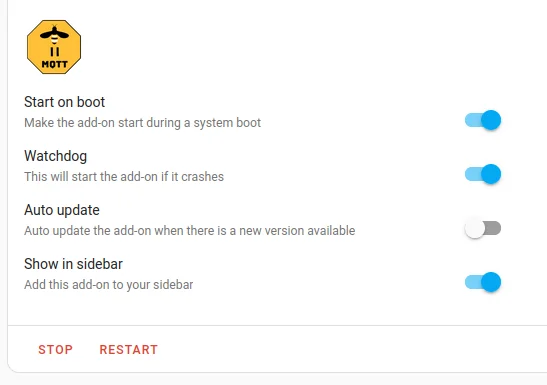 MQTT
Start on boot
Make the add-on start during a system boot
Watchdog
This will start the add-on if it crashes
Auto update
Auto update the add-on when there is a new version available
Show in sidebar
Add this add-on to your sidebar
STOP RESTART